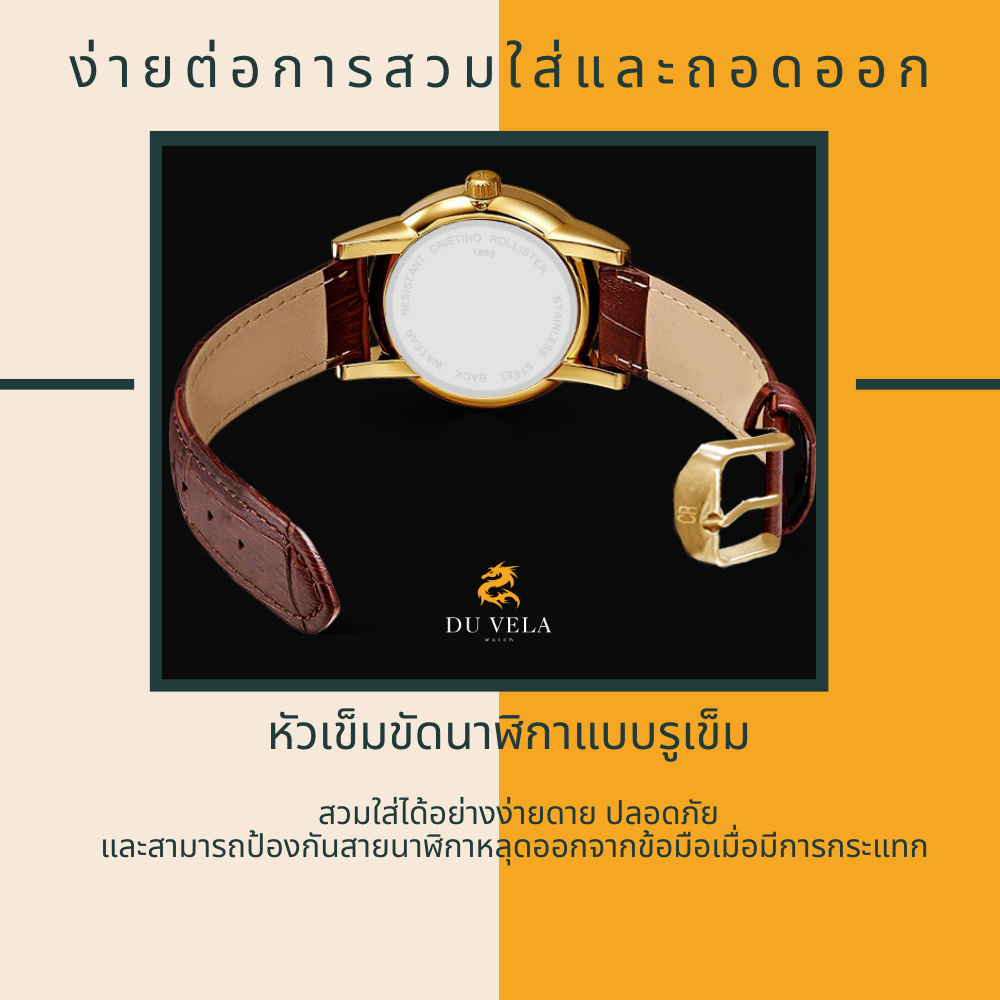 ง่ายต่อการสวมใส่และถอดออก
WATEAR RESISTANT CRISTINO ROLLISTER
1852
STAINLESS STEEL BACK
CR
DU VELA
Watch
หัวเข็มขัดนาฬิกาแบบรูเข็ม
สวมใส่ได้อย่างง่ายดาย ปลอดภัย
และสามารถป้องกันสายนาฬิกาหลุดออกจากข้อมือเมื่อมีการกระแทก